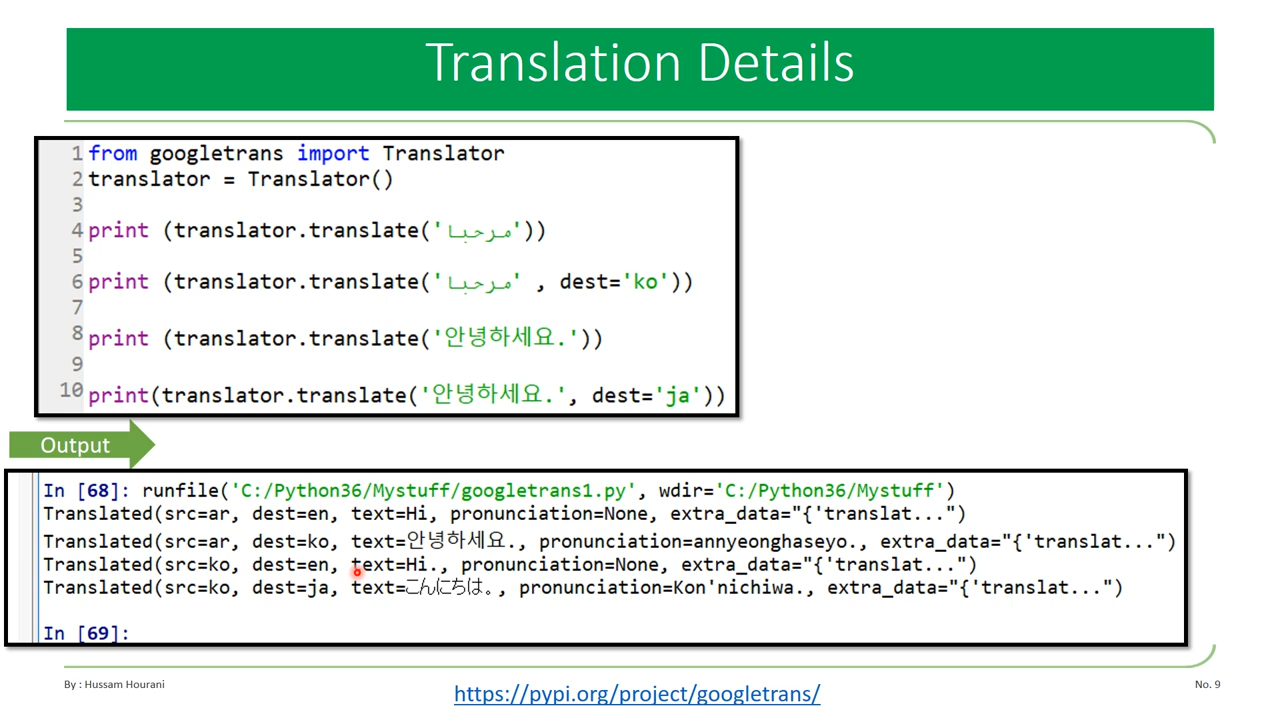 Translation Details
1 from googletrans import Translator
2 translator = Translator()
3
4 print (translator.translate('مرحبا'))
5
6 print (translator.translate('مرحبا' , dest='ko'))
7
8 print (translator.translate('안녕하세요.'))
9
10 print(translator.translate('안녕하세요.', dest='ja'))
Output
In [68]: runfile('C:/Python36/Mystuff/googletrans1.py', wdir='C:/Python36/Mystuff')
Translated(src=ar, dest=en, text=Hi, pronunciation=None, extra_data="{'translat...")
Translated(src=ar, dest=ko, text=안녕하세요., pronunciation=annyeonghaseyo., extra_data="{'translat...")
Translated(src=ko, dest=en, text=Hi., pronunciation=None, extra_data="{'translat...")
Translated(src=ko, dest=ja, text=こんにちは。, pronunciation=Kon'nichiwa., extra_data="{'translat...")
In [69]:
By : Hussam Hourani
https://pypi.org/project/googletrans/
No. 9